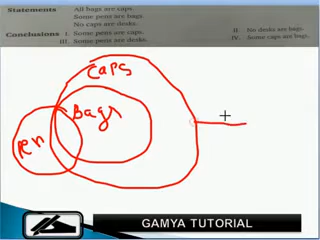 Statements : All bags are caps.
Some pens are bags.
No caps are desks.
Conclusions I. Some pens are caps. II. No desks are bags.
III. Some pens are desks. IV. Some caps are bags.
Caps
Bags
Pen
GAMYA TUTORIAL